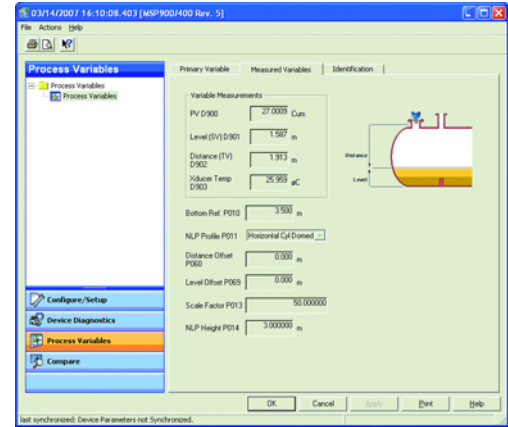 03/14/2007 16:10:08.403 [MSP900/400 Rev. 5]
File Actions Help
Process Variables
Process Variables
Process Variables
Configure/Setup
Device Diagnostics
Process Variables
Compare
Primary Variable Measured Variables Identification
Variable Measurements
PV D900 27.0009 Cum
Level (SV) D901 1.587 m
Distance (TV) D902 1.913 m
Xducer Temp D903 25.959 øC
Distance
Level
Bottom Ref. P010 3.500 m
NLP Profile P011 Horizontal Cyl Domed
Distance Offset P060 0.000 m
Level Offset P069 0.000 m
Scale Factor P013 50.000000
NLP Height P014 3.000000 m
OK Cancel Apply Print Help
last synchronized: Device Parameters not Synchronized.